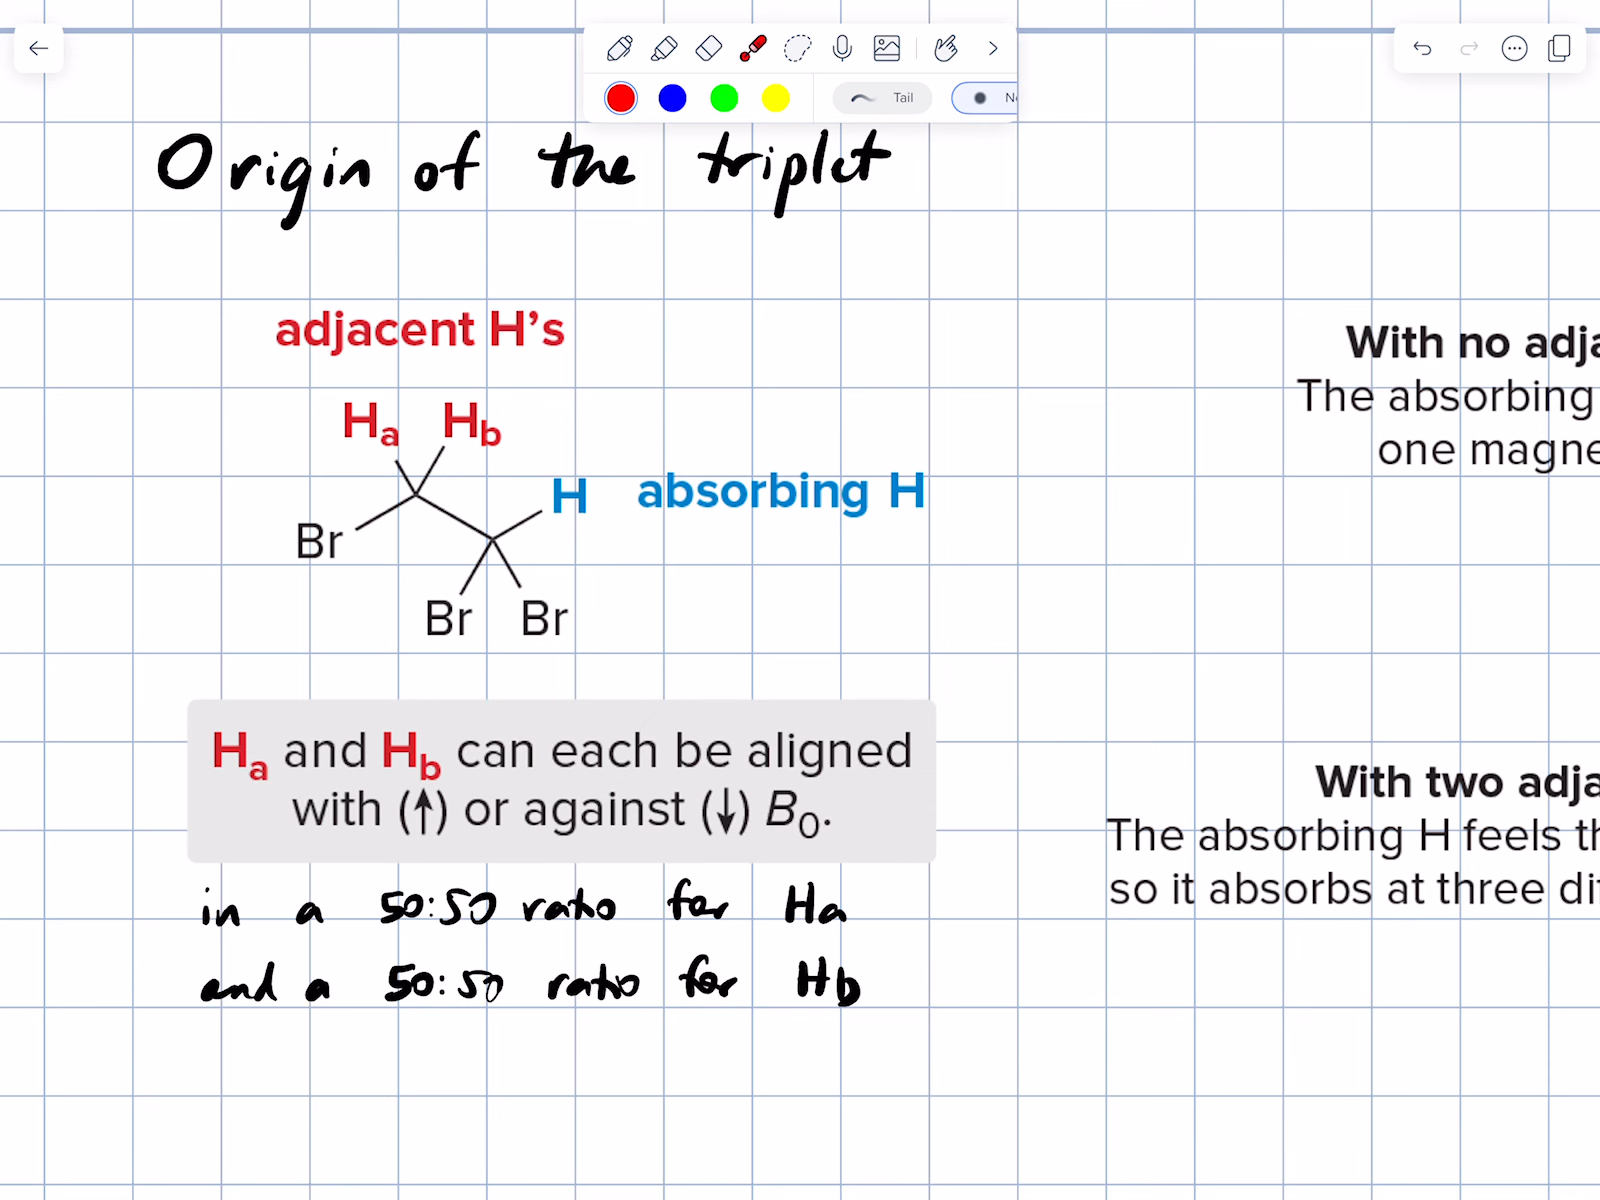 Tail
Origin of the triplet
adjacent H's
Ha Hb
H absorbing H
Br
Br Br
Ha and Hb can each be aligned
with (↑) or against (↓) B0.
in a 50:50 ratio for Ha
and a 50:50 ratio for Hb
With no adja
The absorbing
one magne
With two adja
The absorbing H feels th
so it absorbs at three dif